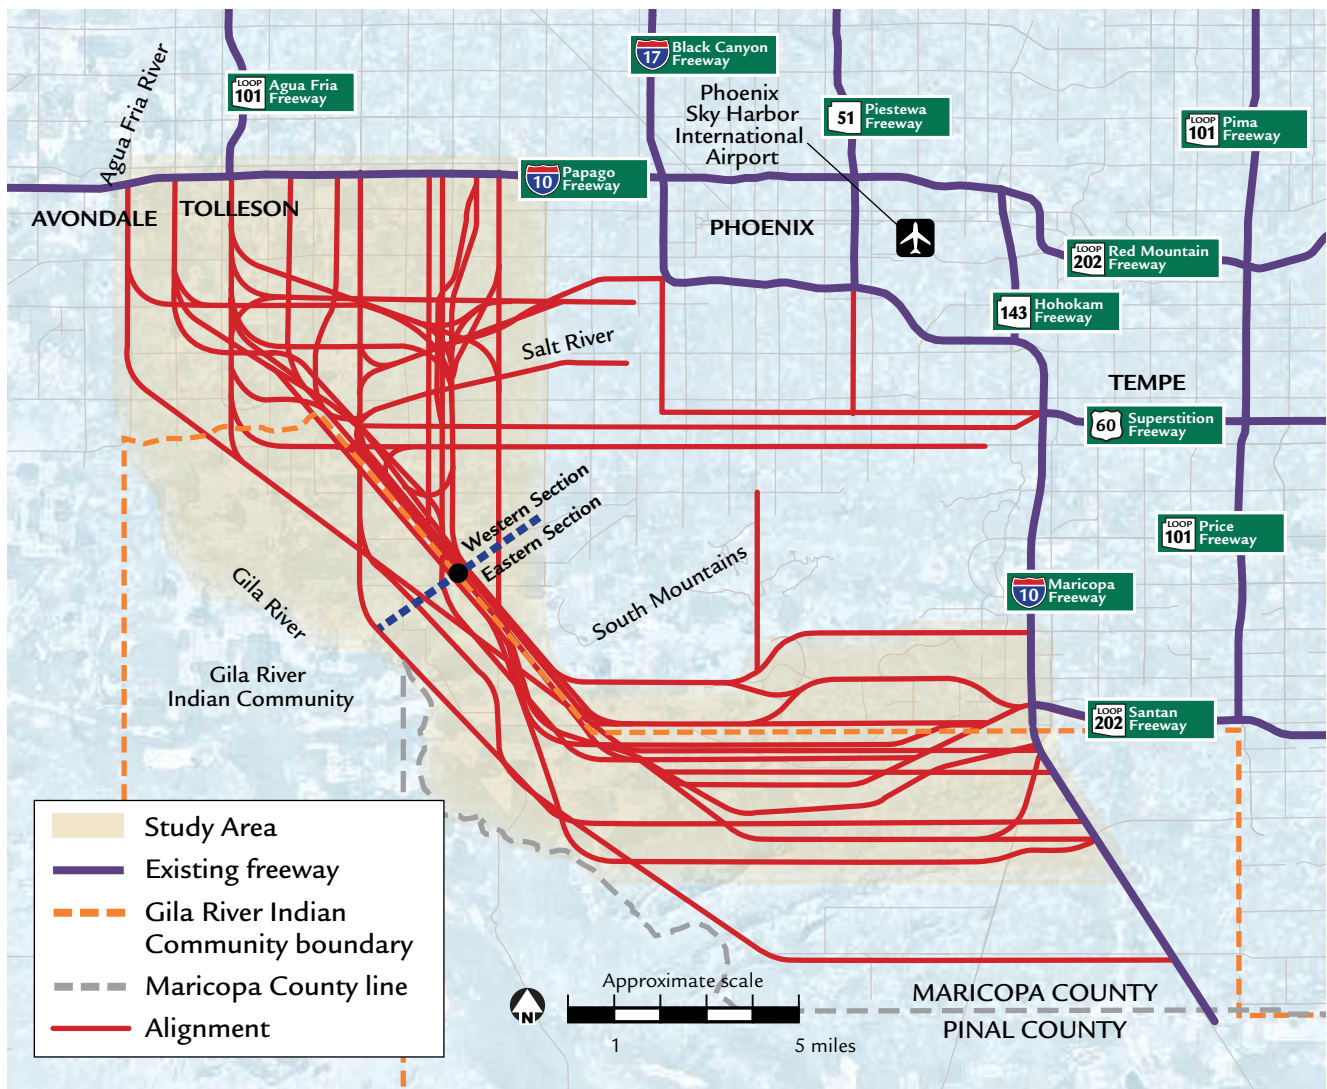 Agua Fria River
LOOP
101
Agua Fria
Freeway
17
Black Canyon
Freeway
Phoenix
Sky Harbor
International
Airport
51
Piestewa
Freeway
LOOP
101
Pima
Freeway
10
Papago
Freeway
AVONDALE
TOLLESON
PHOENIX
LOOP
202
Red Mountain
Freeway
143
Hohokam
Freeway
Salt River
TEMPE
60
Superstition
Freeway
Western Section
Eastern Section
LOOP
101
Price
Freeway
South Mountains
10
Maricopa
Freeway
Gila River
Gila River
Indian Community
LOOP
202
Santan
Freeway
Study Area
Existing freeway
Gila River Indian
Community boundary
Maricopa County line
Alignment
N
Approximate scale
1
5 miles
MARICOPA COUNTY
PINAL COUNTY